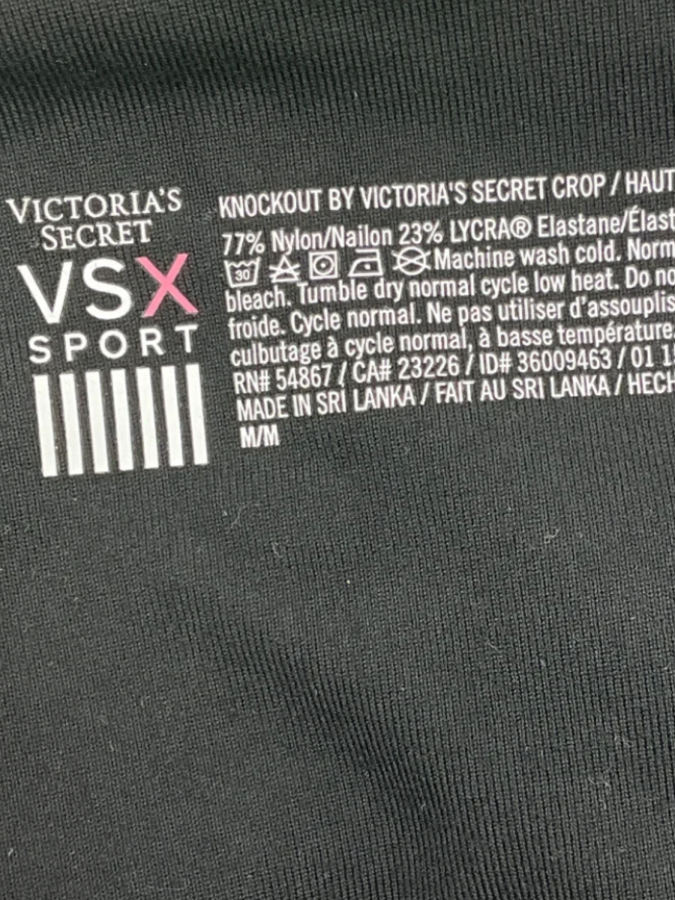 VICTORIA'S
SECRET
VSX
SPORT
KNOCKOUT BY VICTORIA'S SECRET CROP / HAUT
77% Nylon/Nailon 23% LYCRA® Elastane/Élast
30 Machine wash cold. Norm
bleach. Tumble dry normal cycle low heat. Do no
froide. Cycle normal. Ne pas utiliser d'assouplis
culbutage à cycle normal, à basse température.
RN# 54867 / CA# 23226 / ID# 36009463 / 01 1
MADE IN SRI LANKA / FAIT AU SRI LANKA / HECH
M/M